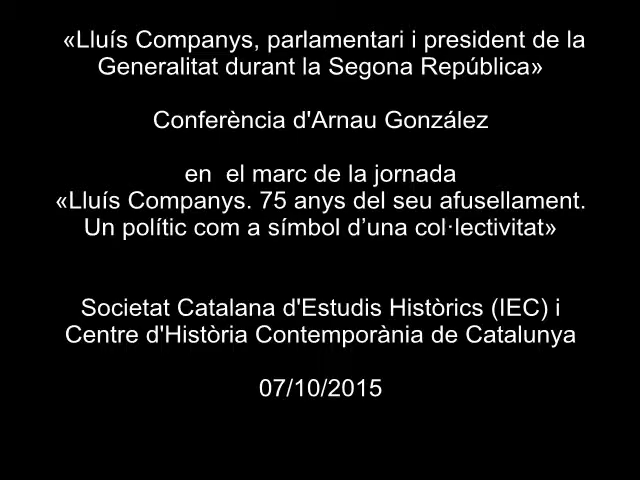 «Lluís Companys, parlamentari i president de la
Generalitat durant la Segona República»
Conferència d'Arnau González
en  el marc de la jornada
«Lluís Companys. 75 anys del seu afusellament.
Un polític com a símbol d’una col·lectivitat»
Societat Catalana d'Estudis Històrics (IEC) i
Centre d'Història Contemporània de Catalunya
07/10/2015